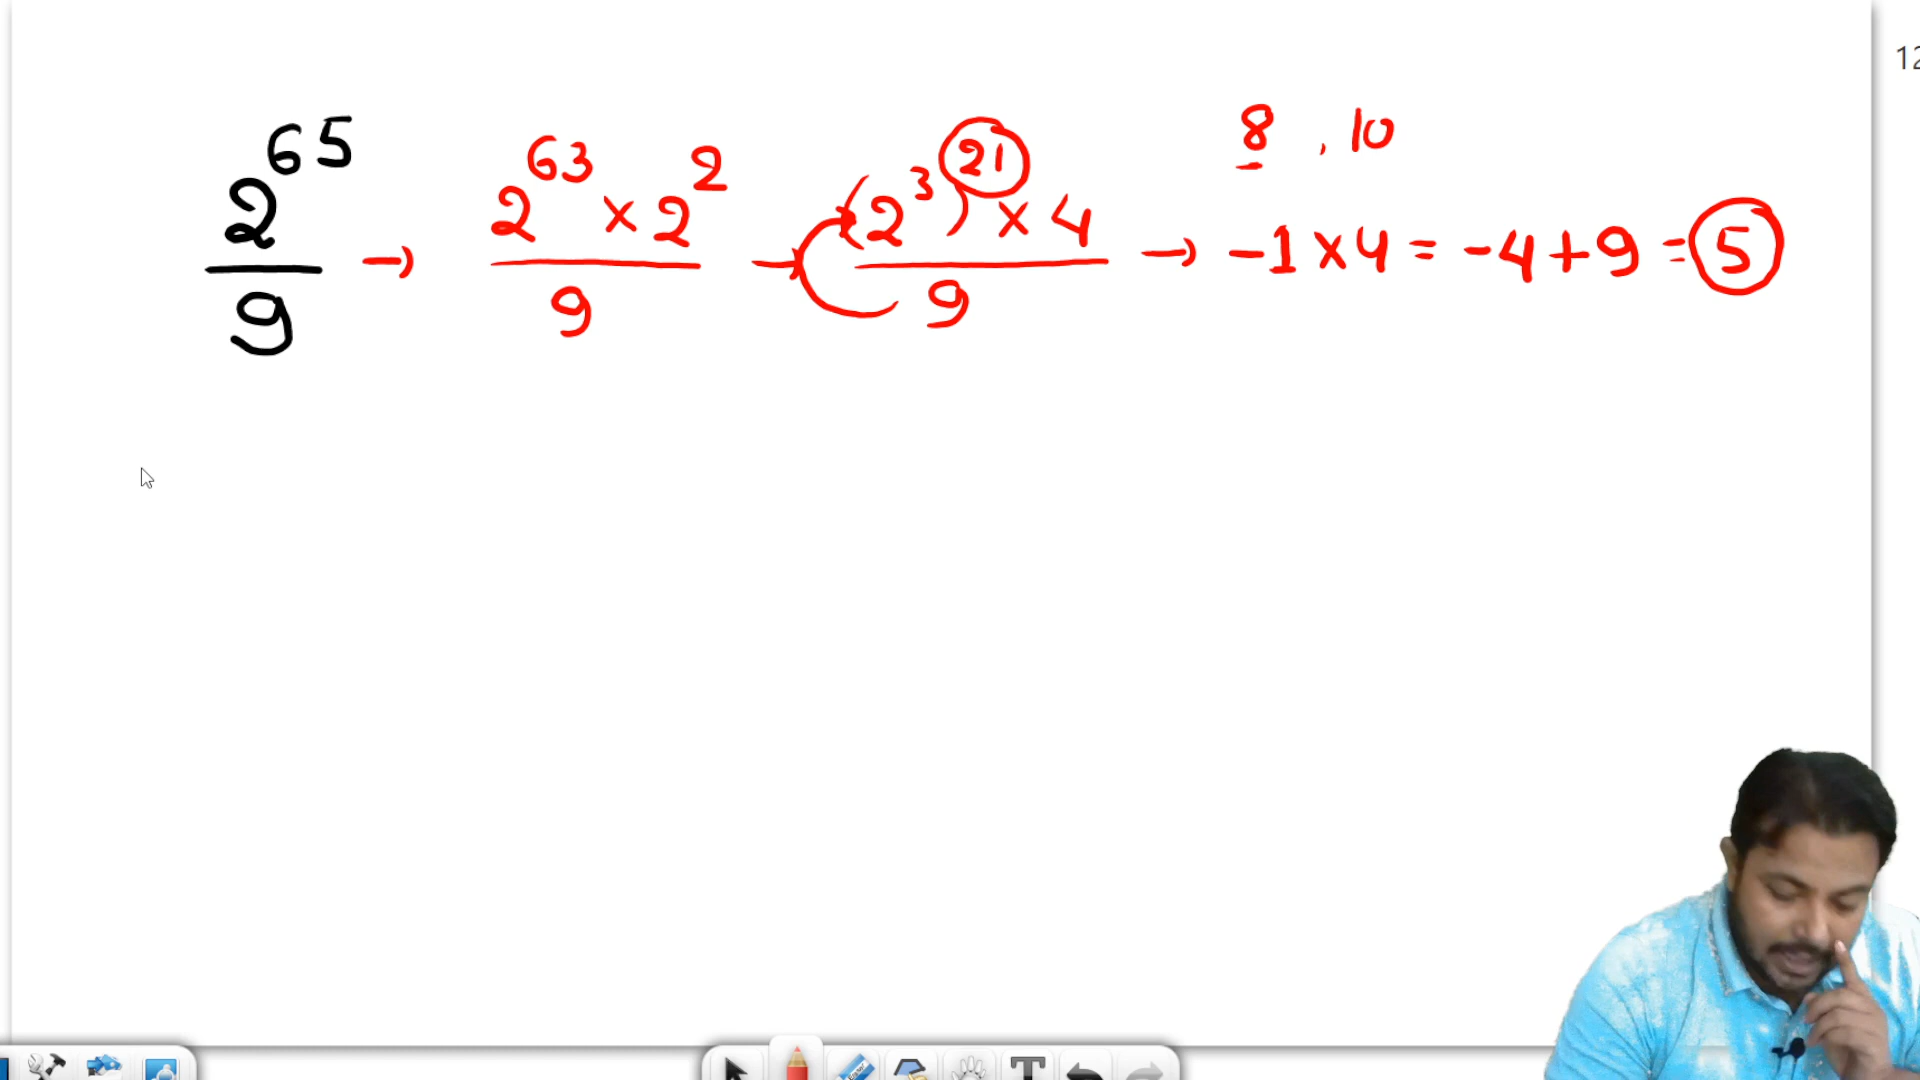 12
8 , 10
2^65 / 9 → 2^63 × 2^2 / 9 → (2^3)^21 × 4 / 9 → -1 × 4 = -4 + 9 = 5
T